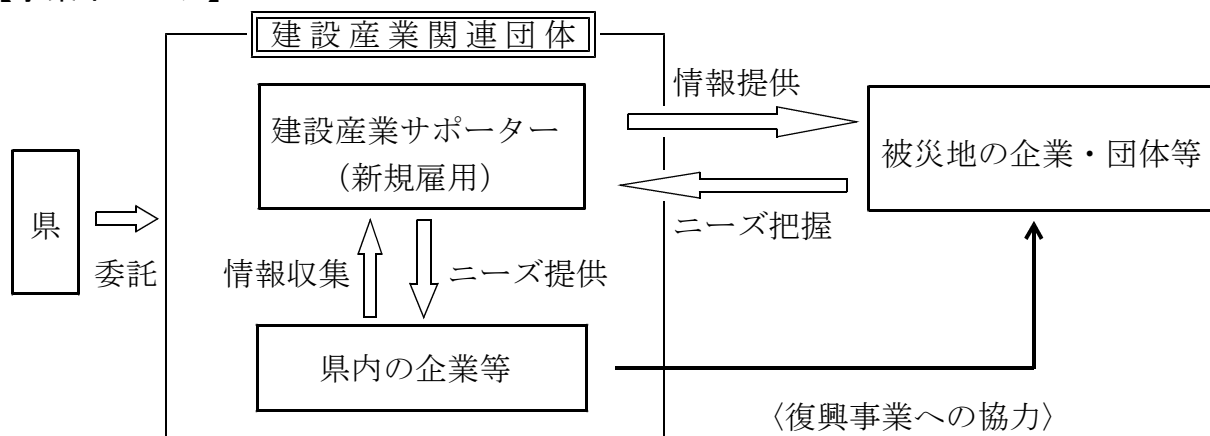 建設産業関連団体
情報提供
建設産業サポーター
（新規雇用）
被災地の企業・団体等
県
委託
ニーズ把握
情報収集
ニーズ提供
県内の企業等
〈復興事業への協力〉